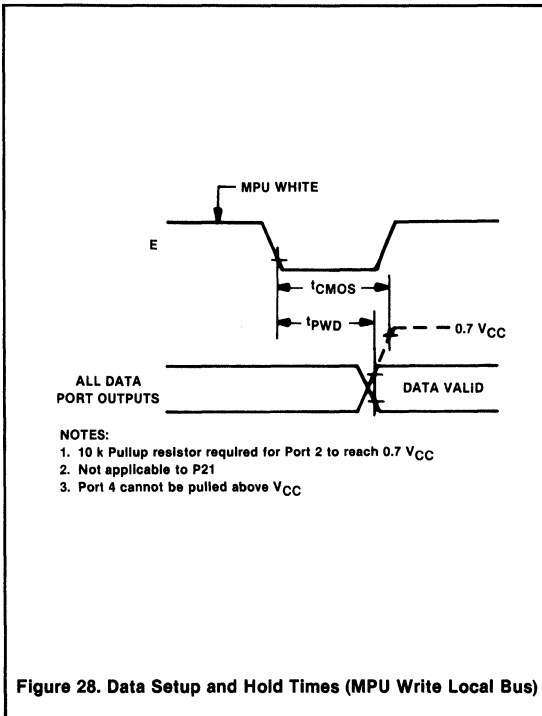 MPU WHITE
E
tCMOS
tPWD
0.7 VCC
ALL DATA
PORT OUTPUTS
DATA VALID
NOTES:
1. 10 k Pullup resistor required for Port 2 to reach 0.7 VCC
2. Not applicable to P21
3. Port 4 cannot be pulled above VCC
Figure 28. Data Setup and Hold Times (MPU Write Local Bus)